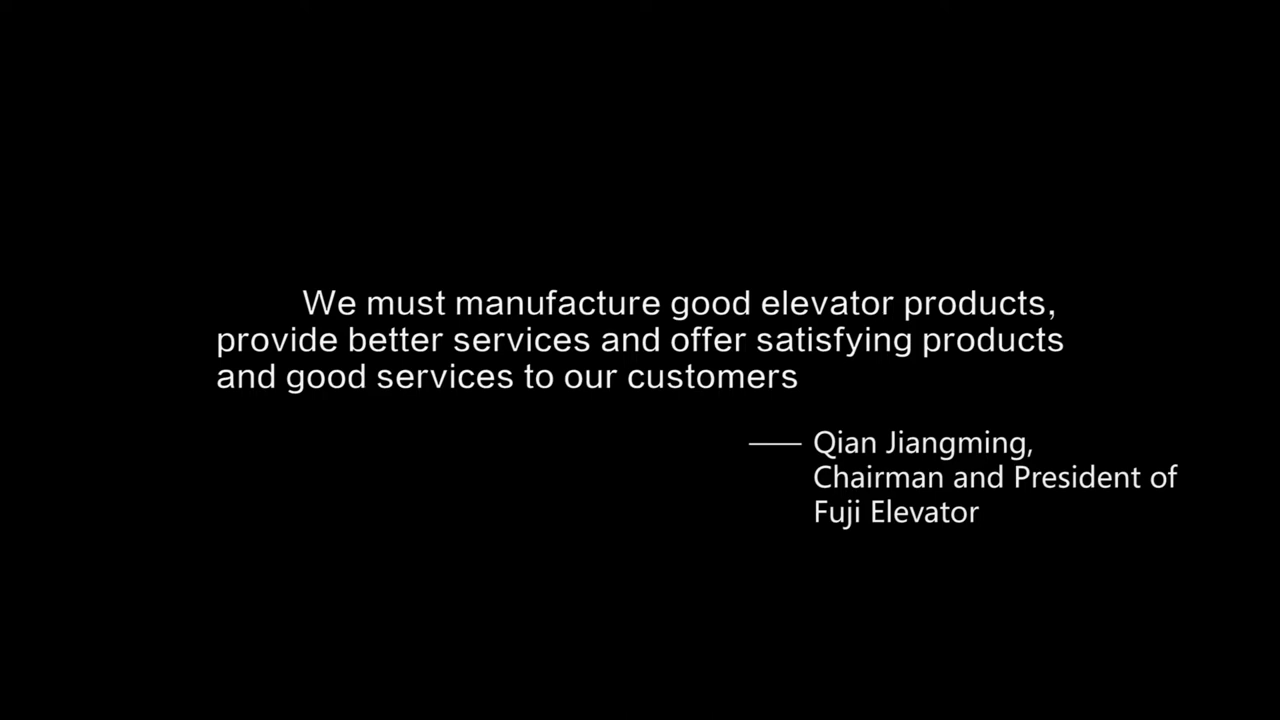 We must manufacture good elevator products,
provide better services and offer satisfying products
and good services to our customers
—— Qian Jiangming,
Chairman and President of
Fuji Elevator